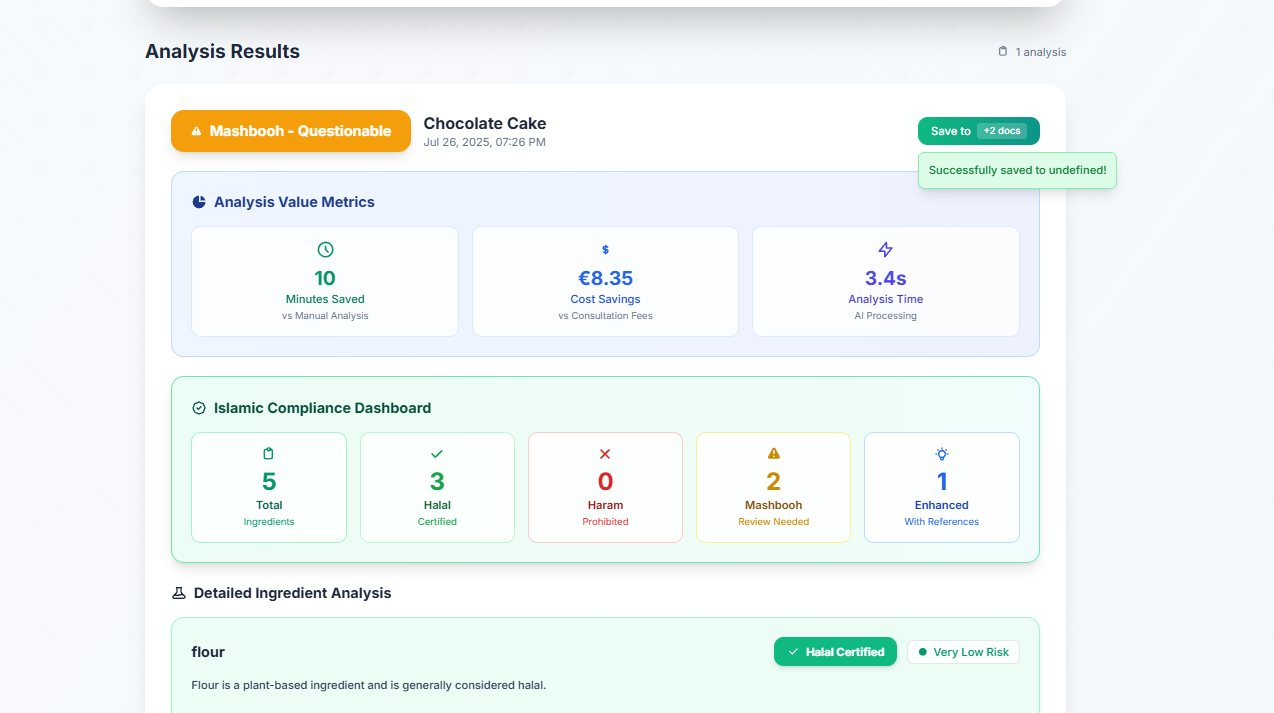 Analysis Results
1 analysis
Mashbooh - Questionable
Chocolate Cake
Jul 26, 2025, 07:26 PM
Save to +2 docs
Successfully saved to undefined!
Analysis Value Metrics
10
Minutes Saved
vs Manual Analysis
$
€8.35
Cost Savings
vs Consultation Fees
3.4s
Analysis Time
AI Processing
Islamic Compliance Dashboard
5
Total
Ingredients
3
Halal
Certified
0
Haram
Prohibited
2
Mashbooh
Review Needed
1
Enhanced
With References
Detailed Ingredient Analysis
flour
Halal Certified
Very Low Risk
Flour is a plant-based ingredient and is generally considered halal.